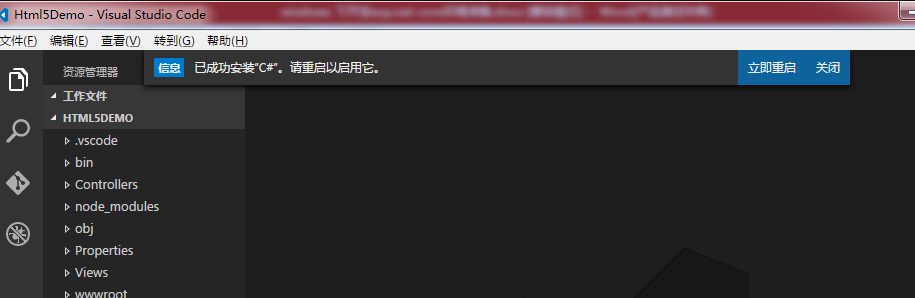 Html5Demo - Visual Studio Code
文件(F) 编辑(E) 查看(V) 转到(G) 帮助(H)
资源管理器
信息 已成功安装“C#”。请重启以启用它。 立即重启 关闭
工作文件
HTML5DEMO
.vscode
bin
Controllers
node_modules
obj
Properties
Views
wwwroot